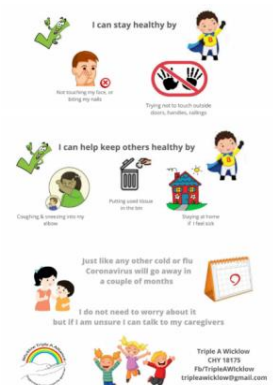 I can stay healthy by
Not touching my face, or
biting my nails
Trying not to touch outside
doors, handles, railings
I can help keep others healthy by
Coughing & sneezing into my
elbow
Putting used tissue
in the bin
Staying at home
if I feel sick
Just like any other cold or flu
Coronavirus will go away in
a couple of months
I do not need to worry about it
but if I am unsure I can talk to my caregivers
Triple A Wicklow
CHY 18175
Fb/TripleAWicklow
tripleawicklow@gmail.com